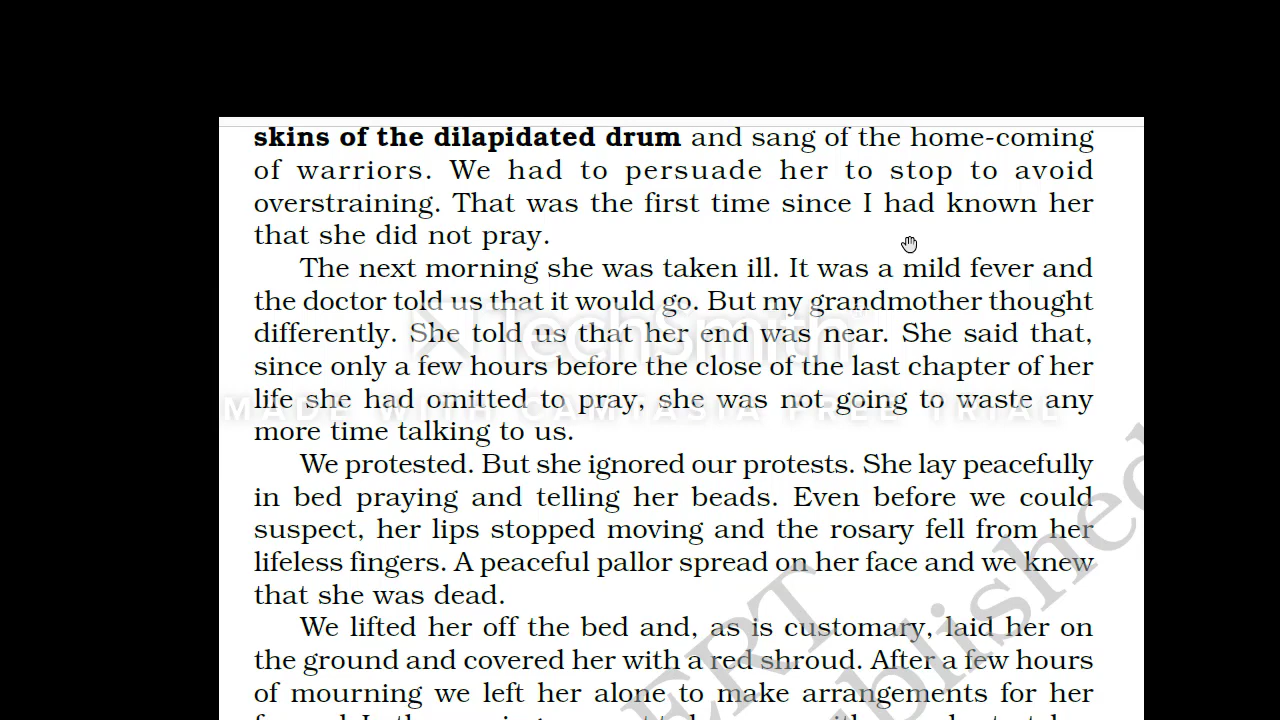 skins of the dilapidated drum and sang of the home-coming
of warriors. We had to persuade her to stop to avoid
overstraining. That was the first time since I had known her
that she did not pray.
The next morning she was taken ill. It was a mild fever and
the doctor told us that it would go. But my grandmother thought
differently. She told us that her end was near. She said that,
since only a few hours before the close of the last chapter of her
life she had omitted to pray, she was not going to waste any
more time talking to us.
We protested. But she ignored our protests. She lay peacefully
in bed praying and telling her beads. Even before we could
suspect, her lips stopped moving and the rosary fell from her
lifeless fingers. A peaceful pallor spread on her face and we knew
that she was dead.
We lifted her off the bed and, as is customary, laid her on
the ground and covered her with a red shroud. After a few hours
of mourning we left her alone to make arrangements for her
TechSmith
MADE WITH CAMTASIA FREE TRIAL